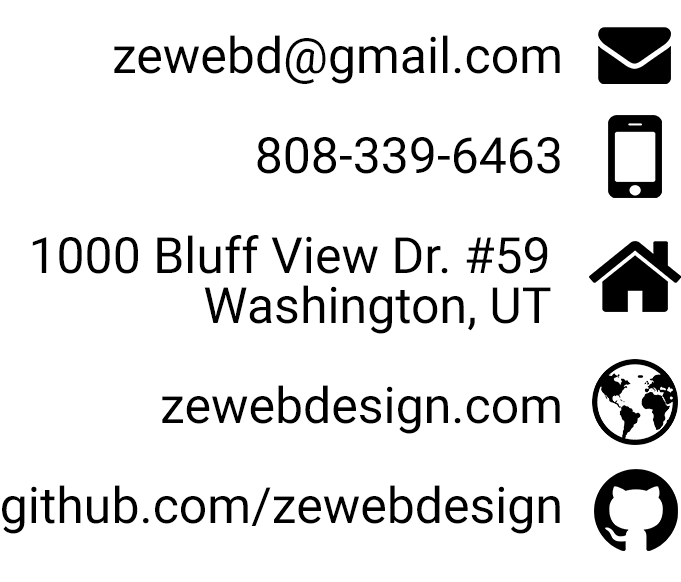 zewebd@gmail.com
808-339-6463
1000 Bluff View Dr. #59
Washington, UT
zewebdesign.com
github.com/zewebdesign